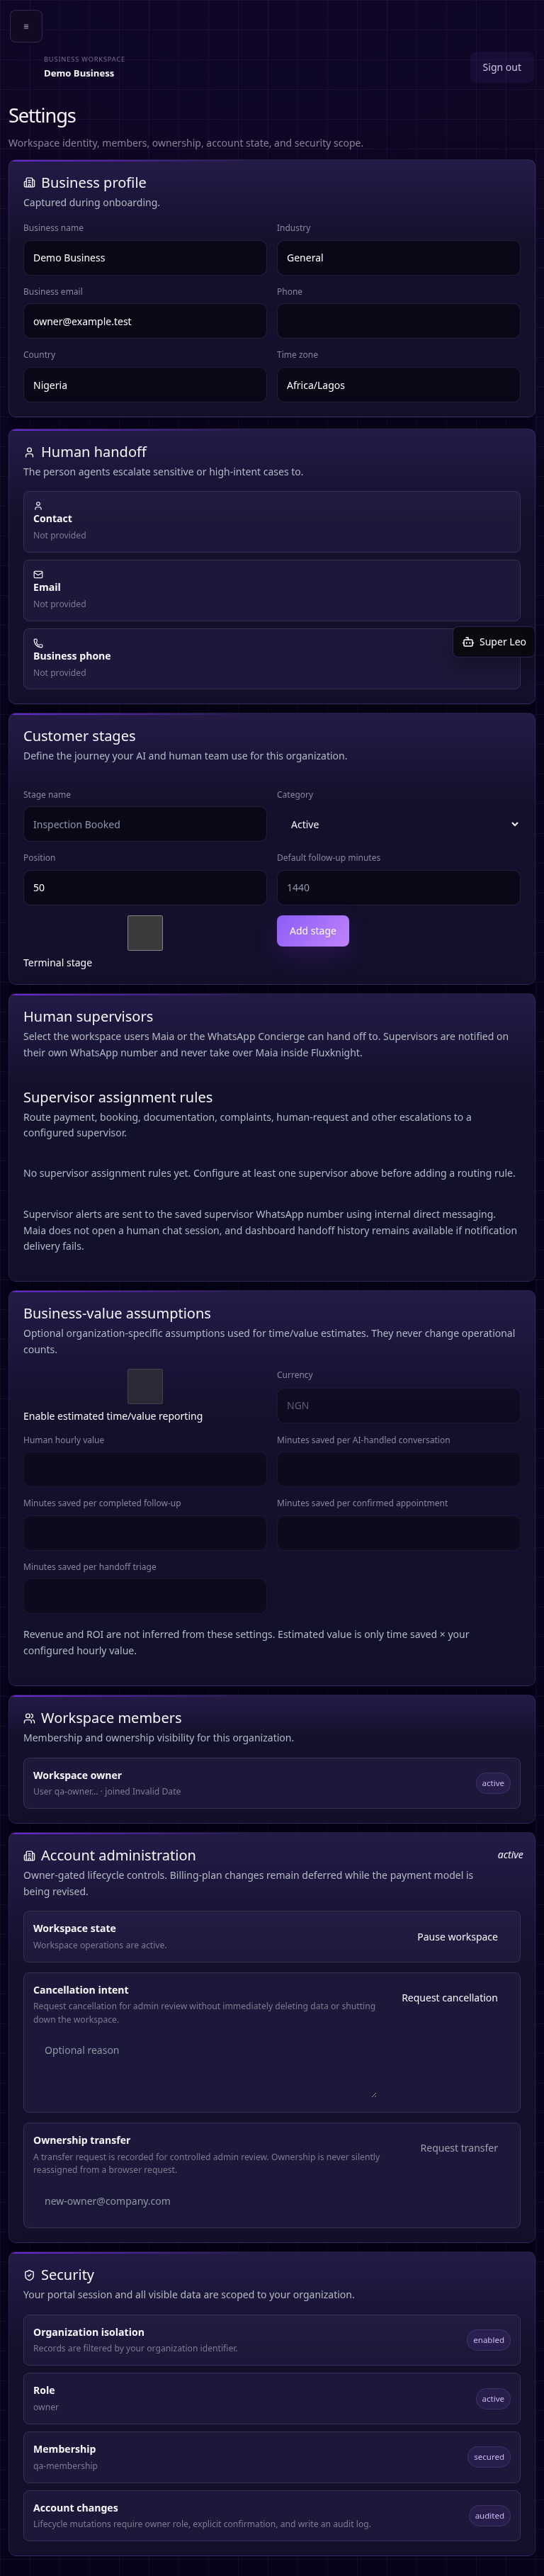 BUSINESS WORKSPACE
Demo Business
Sign out
Settings
Workspace identity, members, ownership, account state, and security scope.
Business profile
Captured during onboarding.
Business name
Industry
Demo Business
General
Business email
Phone
owner@example.test
Country
Time zone
Nigeria
Africa/Lagos
Human handoff
The person agents escalate sensitive or high-intent cases to.
Contact
Not provided
Email
Not provided
Business phone
Not provided
Super Leo
Customer stages
Define the journey your AI and human team use for this organization.
Stage name
Category
Inspection Booked
Active
Position
Default follow-up minutes
50
1440
Terminal stage
Add stage
Human supervisors
Select the workspace users Maia or the WhatsApp Concierge can hand off to. Supervisors are notified on
their own WhatsApp number and never take over Maia inside Fluxknight.
Supervisor assignment rules
Route payment, booking, documentation, complaints, human-request and other escalations to a
configured supervisor.
No supervisor assignment rules yet. Configure at least one supervisor above before adding a routing rule.
Supervisor alerts are sent to the saved supervisor WhatsApp number using internal direct messaging.
Maia does not open a human chat session, and dashboard handoff history remains available if notification
delivery fails.
Business-value assumptions
Optional organization-specific assumptions used for time/value estimates. They never change operational
counts.
Enable estimated time/value reporting
Currency
NGN
Human hourly value
Minutes saved per AI-handled conversation
Minutes saved per completed follow-up
Minutes saved per confirmed appointment
Minutes saved per handoff triage
Revenue and ROI are not inferred from these settings. Estimated value is only time saved × your
configured hourly value.
Workspace members
Membership and ownership visibility for this organization.
Workspace owner
User qa-owner... · joined Invalid Date
active
Account administration
active
Owner-gated lifecycle controls. Billing-plan changes remain deferred while the payment model is
being revised.
Workspace state
Workspace operations are active.
Pause workspace
Cancellation intent
Request cancellation for admin review without immediately deleting data or shutting
down the workspace.
Request cancellation
Optional reason
Ownership transfer
A transfer request is recorded for controlled admin review. Ownership is never silently
reassigned from a browser request.
Request transfer
new-owner@company.com
Security
Your portal session and all visible data are scoped to your organization.
Organization isolation
Records are filtered by your organization identifier.
enabled
Role
owner
active
Membership
qa-membership
secured
Account changes
Lifecycle mutations require owner role, explicit confirmation, and write an audit log.
audited